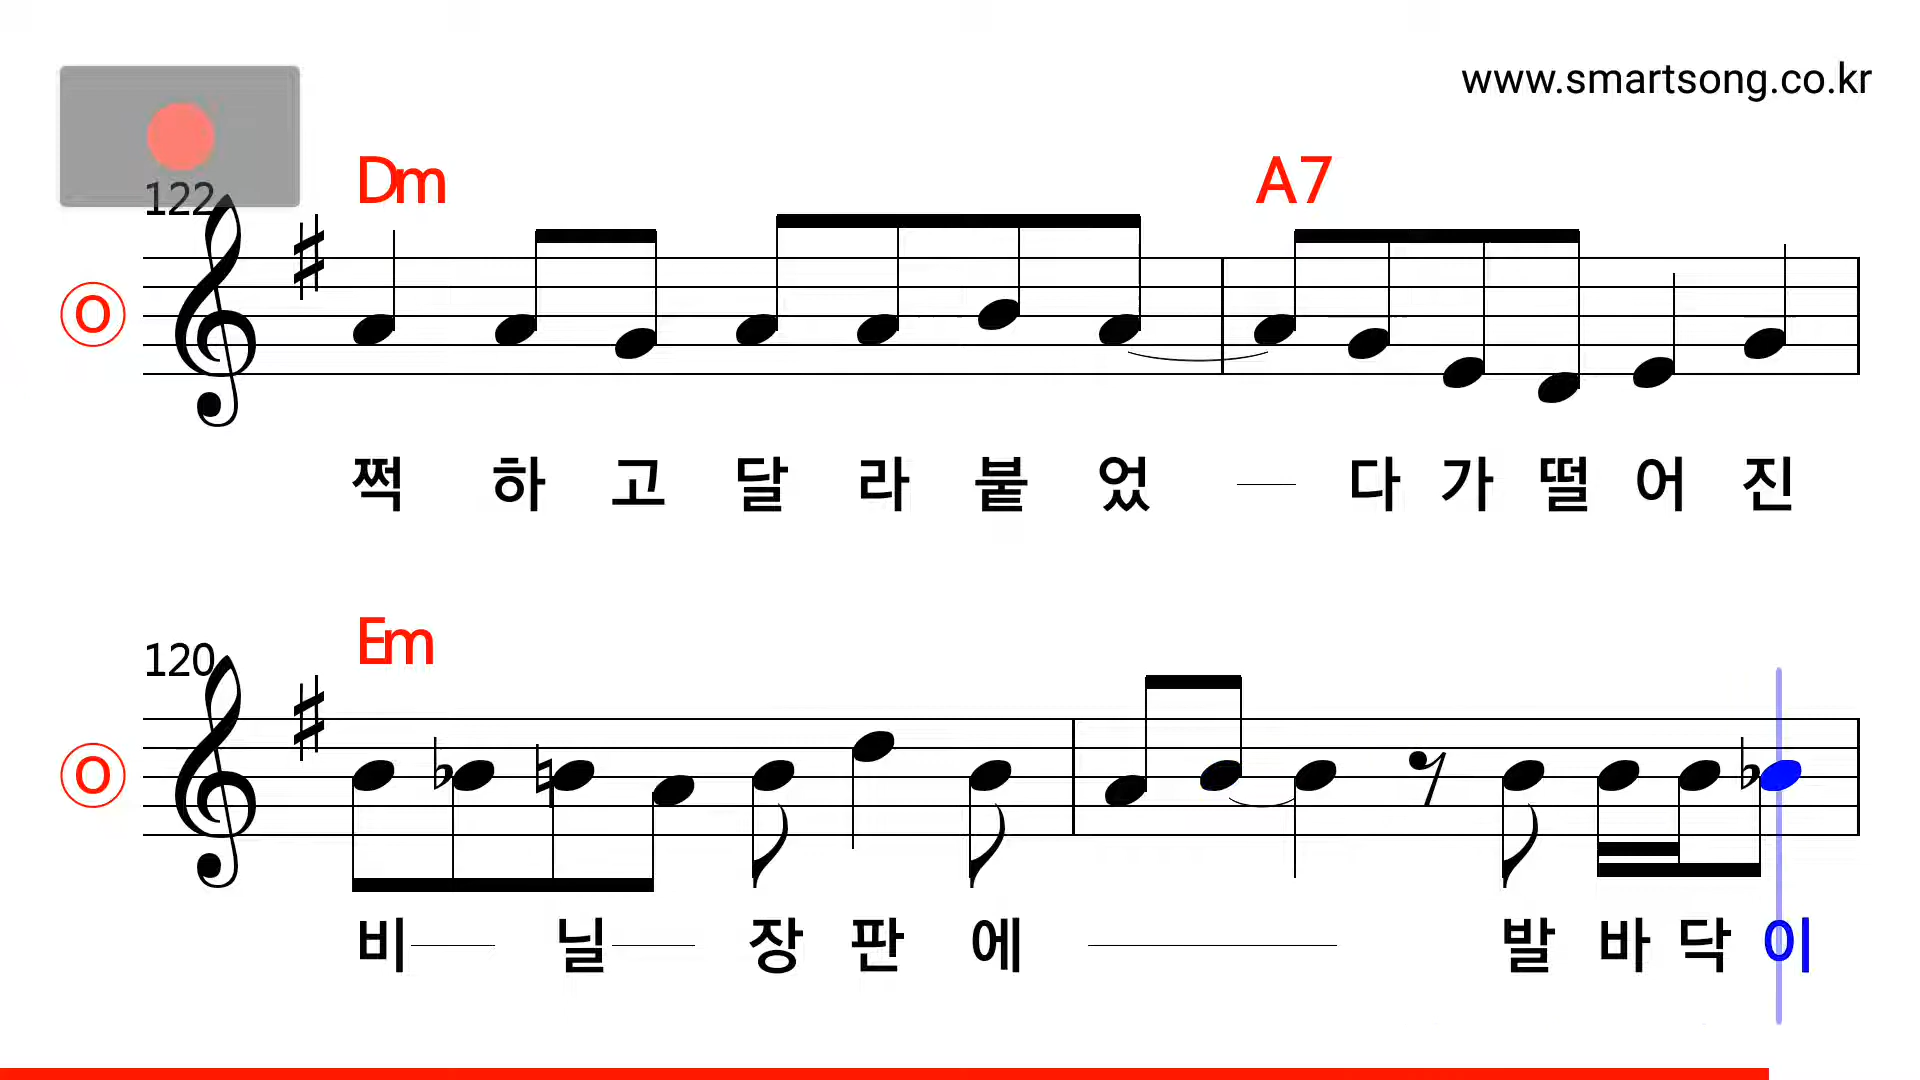 www.smartsong.co.kr
122 Dm A7
O
쩍 하 고 달 라 붙 었 다 가 떨 어 진
120 Em
O
비 닐 장 판 에 발 바 닥 이